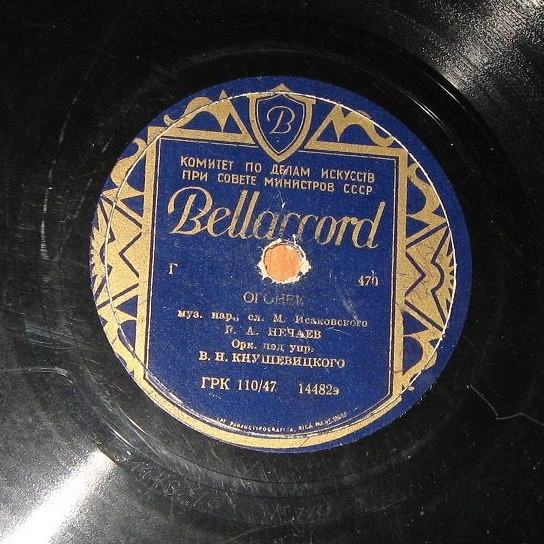 B
КОМИТЕТ ПО ДЕЛАМ ИСКУССТВ
ПРИ СОВЕТЕ МИНИСТРОВ СССР
Bellaccord
Г 470
ОГОНЕК
муз. нар., сл. М. Исаковского
В. А. НЕЧАЕВ
Орк. под упр.
В. Н. КНУШЕВИЦКОГО
ГРК 110/47 14482э
RIGA